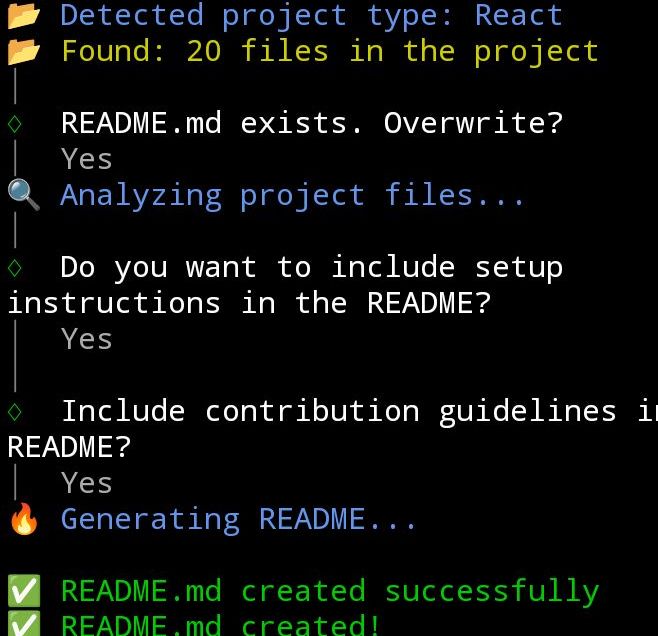 Detected project type: React
Found: 20 files in the project
README.md exists. Overwrite?
Yes
Analyzing project files...
Do you want to include setup
instructions in the README?
Yes
Include contribution guidelines in
README?
Yes
Generating README...
README.md created successfully
README.md created!